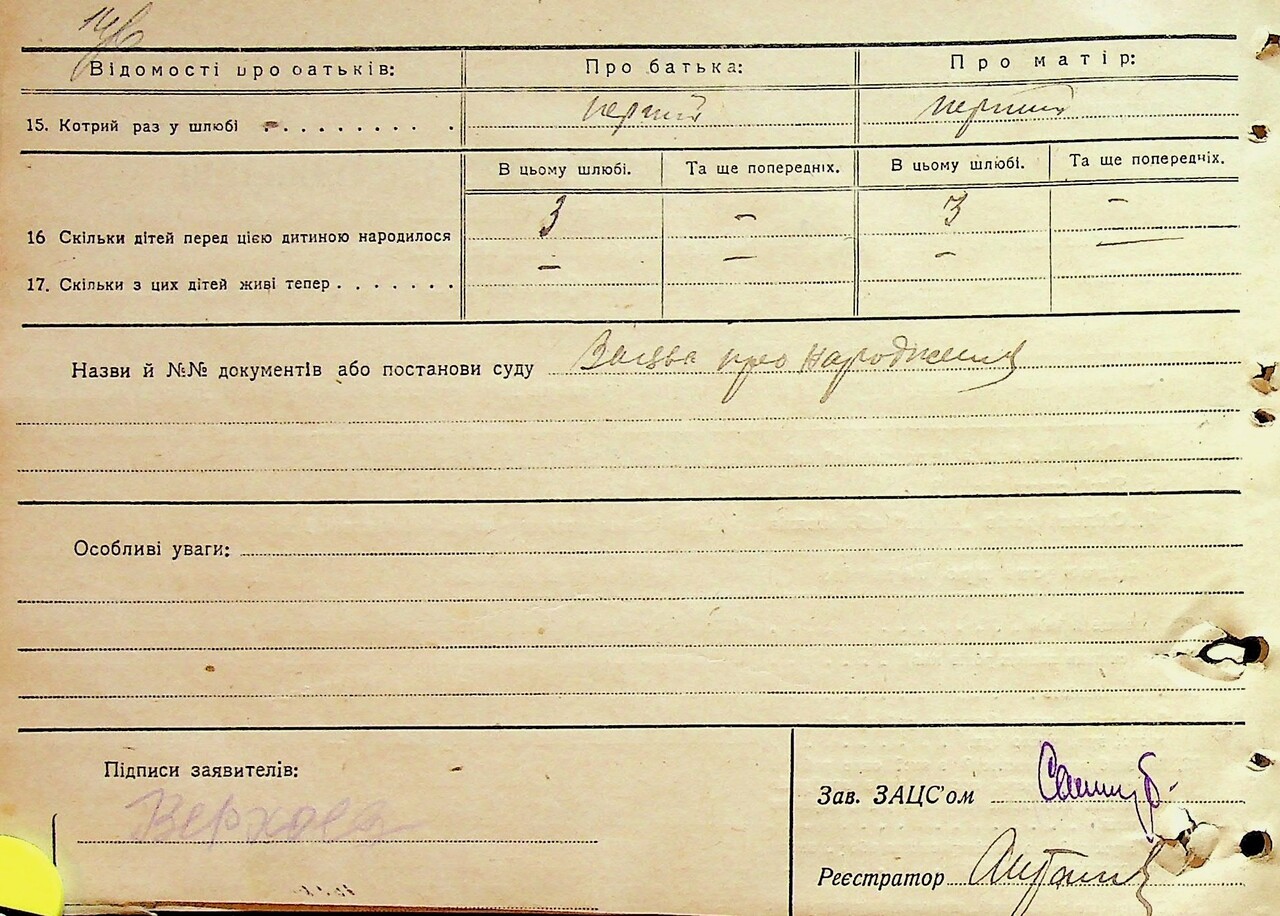 Відомості про батьків: Про батька: Про матір:
15. Котрий раз у шлюбі . . . . . . . . . перший перший
В цьому шлюбі. Та ще попередніх. В цьому шлюбі. Та ще попередніх.
16 Скільки дітей перед цією дитиною народилося 3 – 3 –
17. Скільки з цих дітей живі тепер . . . . . . . – – – –
Назви й №№ документів або постанови суду про народження
Особливі уваги:
Підписи заявителів:
Верхова
Зав. ЗАЦС'ом
Реєстратор